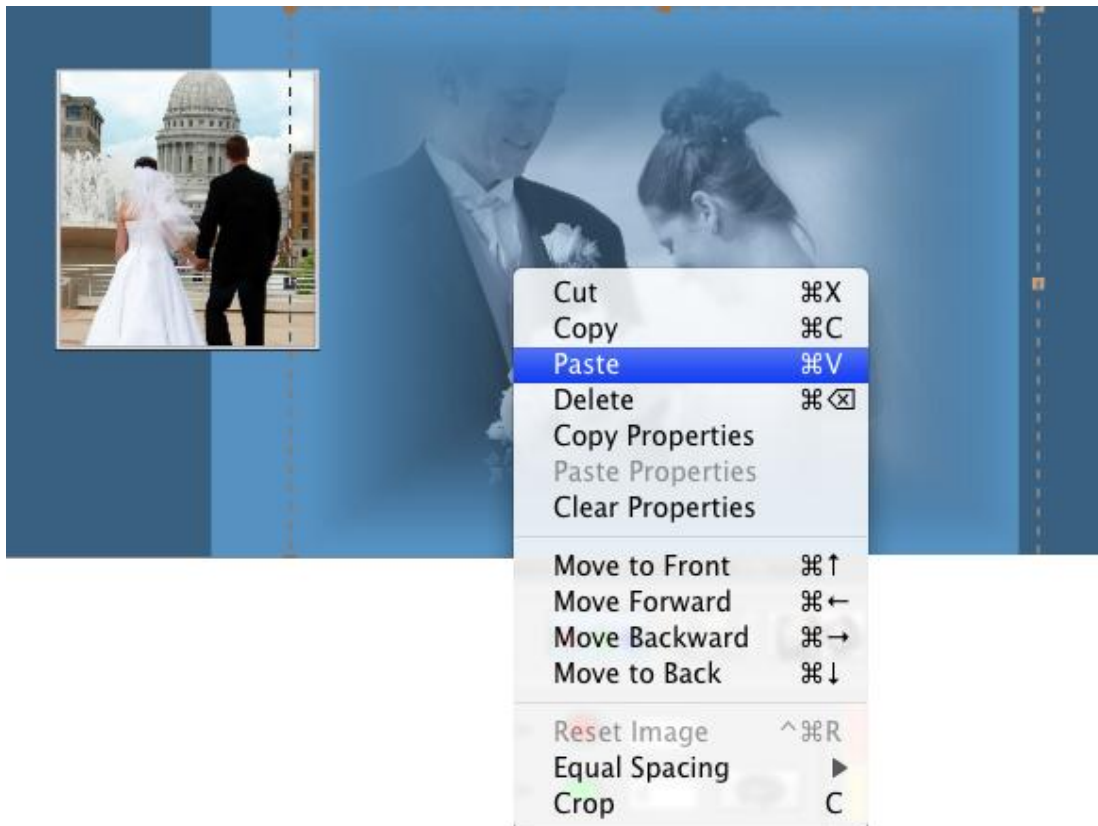 Cut ⌘X
Copy ⌘C
Paste ⌘V
Delete ⌘⌫
Copy Properties
Paste Properties
Clear Properties
Move to Front ⌘↑
Move Forward ⌘←
Move Backward ⌘→
Move to Back ⌘↓
Reset Image ^⌘R
Equal Spacing ▶
Crop C